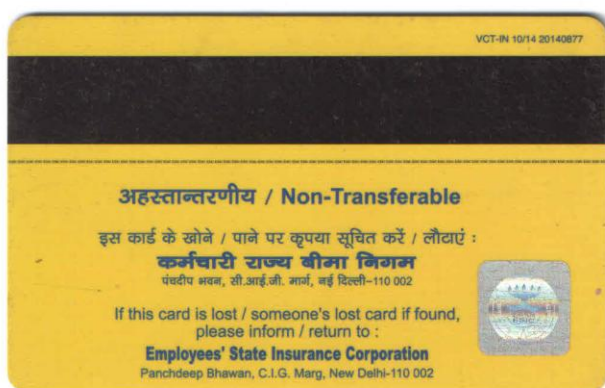 VCT-IN 10/14 20140877
अहस्तान्तरणीय / Non-Transferable
इस कार्ड के खोने / पाने पर कृपया सूचित करें / लौटाएं :
कर्मचारी राज्य बीमा निगम
पंचदीप भवन, सी.आई.जी. मार्ग, नई दिल्ली-110 002
If this card is lost / someone's lost card if found,
please inform / return to :
Employees' State Insurance Corporation
Panchdeep Bhawan, C.I.G. Marg, New Delhi-110 002